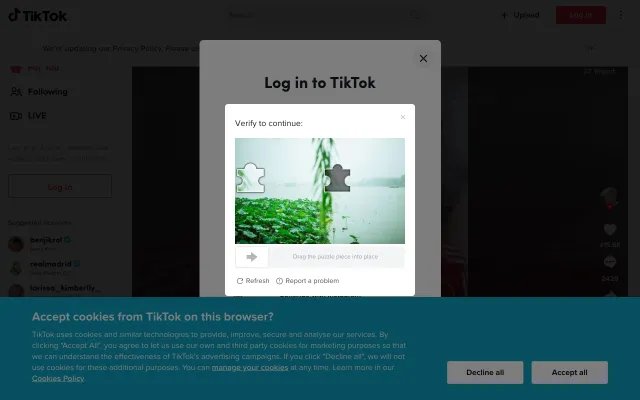 TikTok
Search
Upload
Log in
We're updating our Privacy Policy. Please
For You
Following
LIVE
Log in
Suggested accounts
benjikrol
realmadrid
larissa_kimberlly_
Report
Log in to TikTok
Verify to continue:
Drag the puzzle piece into place
Refresh
Report a problem
Continue with Instagram
Accept cookies from TikTok on this browser?
TikTok uses cookies and similar technologies to provide, improve, secure and analyse our services. By
clicking "Accept All", you agree to let us use our own and third party cookies for marketing purposes so that
we can understand the effectiveness of TikTok's advertising campaigns. If you click "Decline all", we will not
use cookies for these additional purposes. You can manage your cookies at any time. Learn more in our
Cookies Policy.
Decline all
Accept all